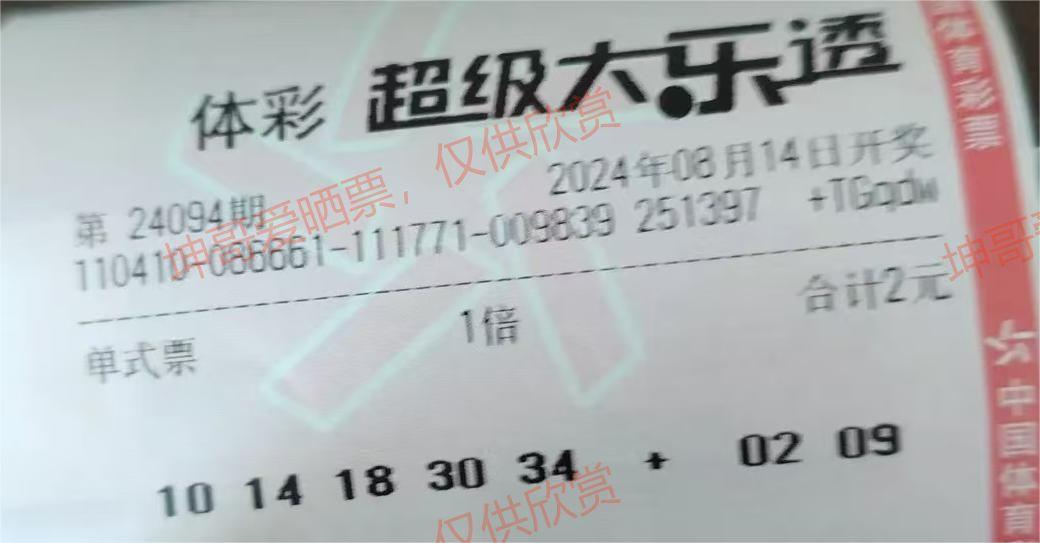 体彩 超级大乐透
第 24094期 2024年08月14日开奖
110410-086661-111771-009839 251397 +TGqdw
单式票 1倍 合计2元
10 14 18 30 34 + 02 09
坤哥爱晒票，仅供欣赏
仅供欣赏
坤哥爱
体育彩票
中国体育